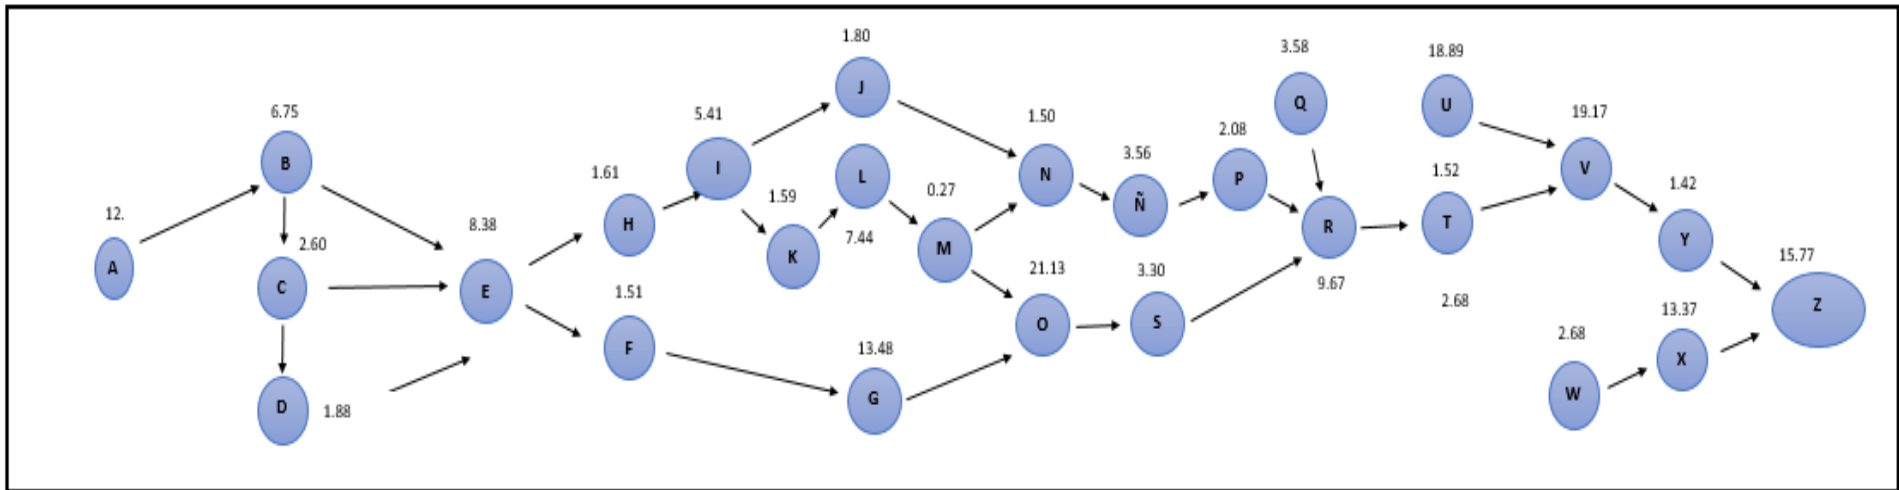 1.80
J
3.58
Q
18.89
U
6.75
B
5.41
I
1.50
N
19.17
V
1.61
H
L
1.59
K
7.44
0.27
M
3.56
Ñ
2.08
P
1.52
T
1.42
Y
12.
A
2.60
C
8.38
E
R
9.67
15.77
Z
1.51
F
21.13
O
3.30
S
2.68
13.37
X
D
1.88
13.48
G
2.68
W